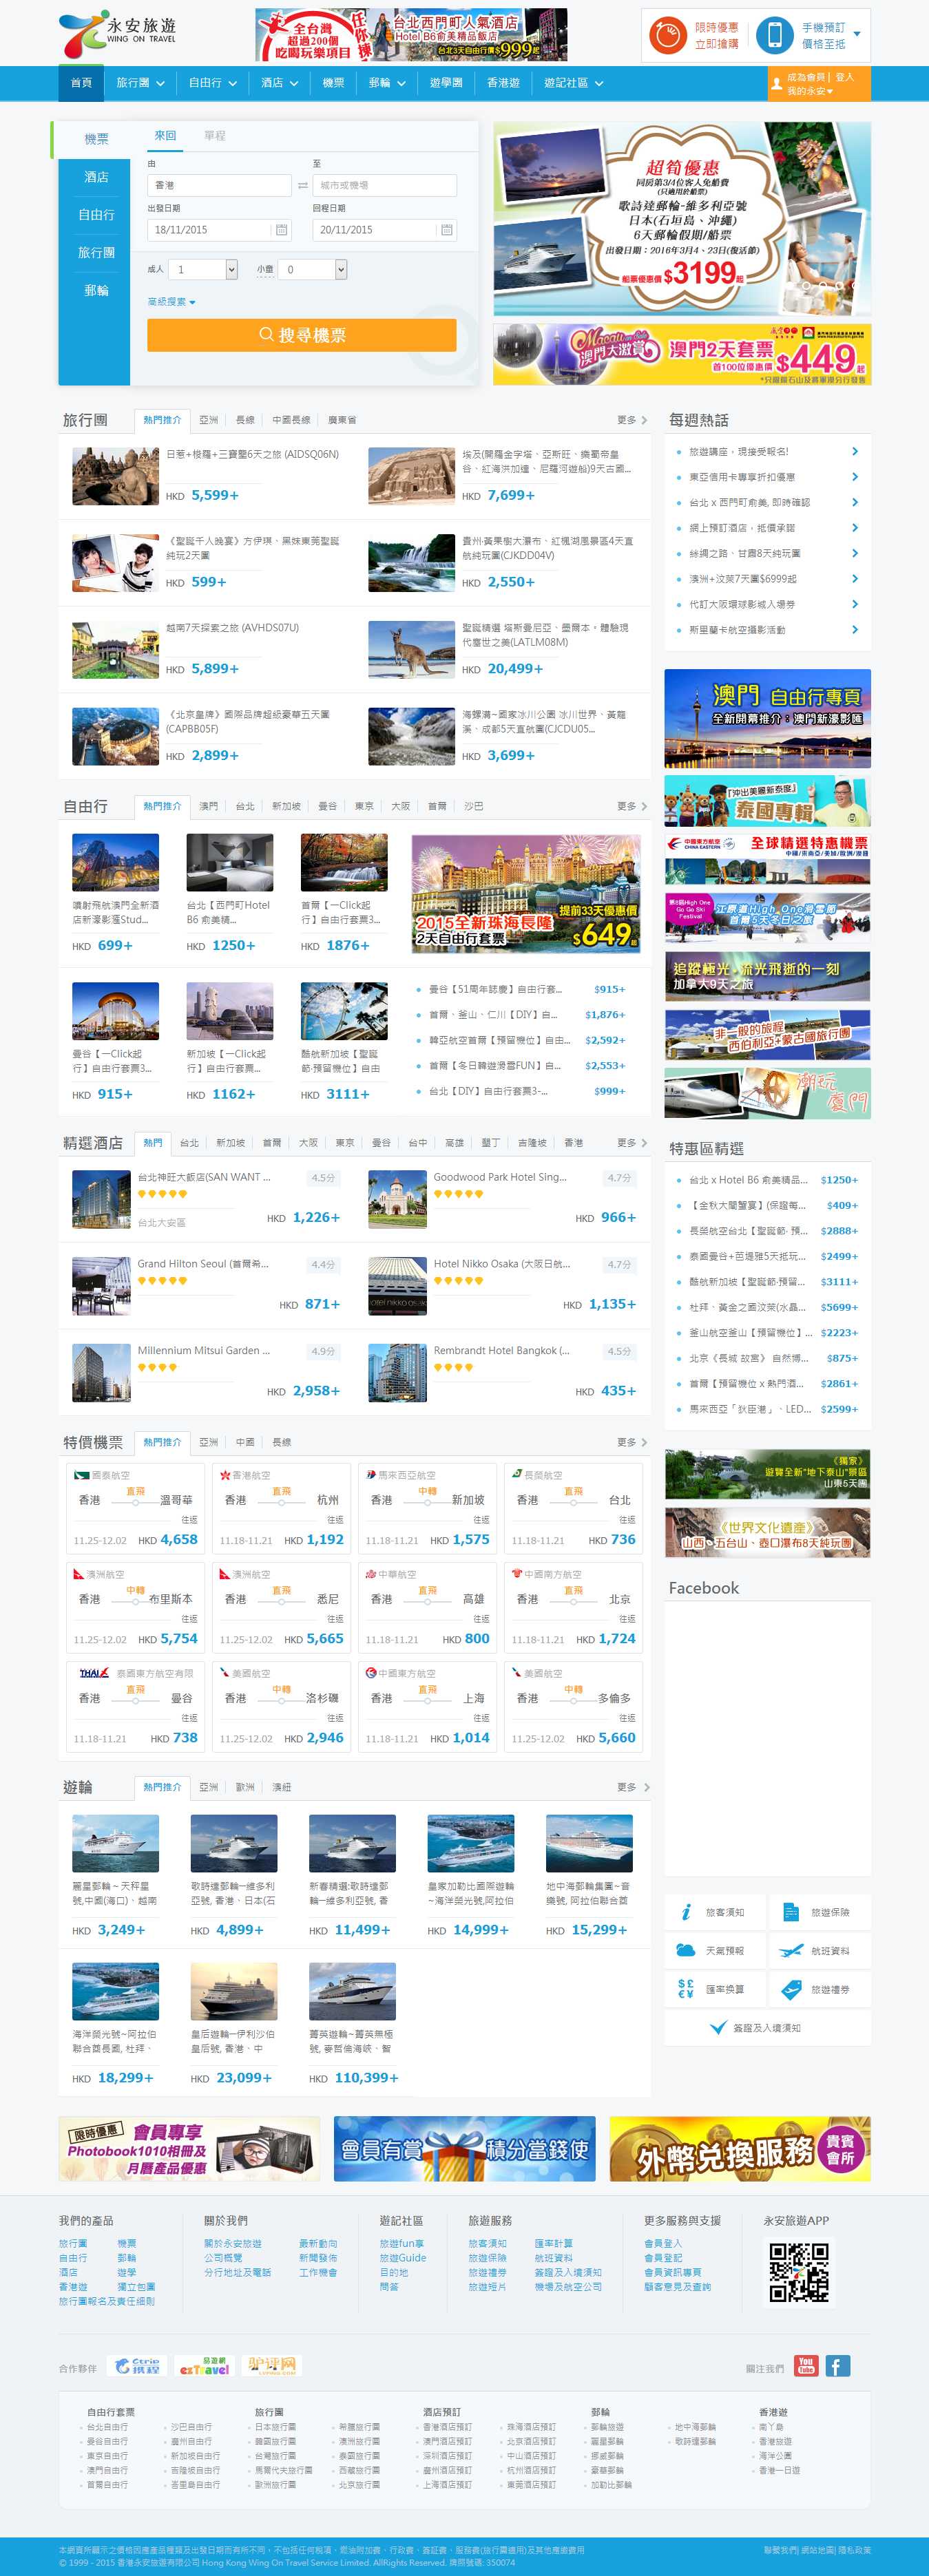 永安旅遊
WING ON TRAVEL
全台灣
超過200個
吃喝玩樂項目
任你揀
台北西門町人氣酒店
Hotel B6俞美精品飯店
台北3天自由行$999起
限時優惠
立即搶購
手機預訂
價格至抵
首頁 旅行團 自由行 酒店 機票 郵輪 遊學團 香港遊 遊記社區
成為會員 | 登入
我的永安
機票
酒店
自由行
旅行團
郵輪
來回 單程
由 至
香港 城市或機場
出發日期 回程日期
18/11/2015 20/11/2015
成人 1 小童 0
高級搜索
搜尋機票
超筍優惠
同房第3/4位客人免船費
(只適用於船票)
歌詩達郵輪-維多利亞號
日本(石垣島、沖繩)
6天郵輪假期/船票
出發日期：2016年3月4、23日(復活節)
船票優惠價$3199起
Macau
澳門大激賞
澳門2天套票
首100位優惠價$449起
旅行團 熱門推介 亞洲 長線 中國長線 廣東省 更多
日惹+梭羅+三寶壟6天之旅 (AIDSQ06N)
HKD 5,599+
埃及(開羅金字塔、亞斯旺、樂蜀帝皇
谷、紅海洪加達、尼羅河遊船)9天古國...
HKD 7,699+
《聖誕千人晚宴》方伊琪、黑妹東莞聖誕
純玩2天團
HKD 599+
貴州·黃果樹大瀑布、紅楓湖風景區4天直
航純玩團(CJKDD04V)
HKD 2,550+
越南7天探索之旅 (AVHDS07U)
HKD 5,899+
聖誕精選 塔斯曼尼亞、墨爾本。體驗現
代塵世之美(LATLM08M)
HKD 20,499+
《北京皇牌》國際品牌超級豪華五天團
(CAPBB05F)
HKD 2,899+
海螺溝~國家冰川公園 冰川世界、黃龍
溪、成都5天直航團(CJCDU05...
HKD 3,699+
每週熱話
旅遊講座，現接受報名!
東亞信用卡專享折扣優惠
台北 x 西門町俞美, 即時確認
網上預訂酒店，抵價承諾
絲綢之路、甘肅8天純玩團
澳洲+汶萊7天團$6999起
代訂大阪環球影城入場券
斯里蘭卡航空攝影活動
澳門 自由行專頁
全新開幕推介：澳門新濠影匯
「沖出美麗新泰度」
泰國專輯
中國東方航空
CHINA EASTERN
全球精選特惠機票
第8屆High One
Go Go Ski
Festival
江原道High One滑雪節
首爾5天冬日之旅
追蹤極光•流光飛逝的一刻
加拿大9天之旅
非一般的旅程
西伯利亞+蒙古國旅行團
潮玩
廈門
自由行 熱門推介 澳門 台北 新加坡 曼谷 東京 大阪 首爾 沙巴 更多
噴射飛航澳門全新酒
店新濠影滙Stud...
HKD 699+
台北【西門町Hotel
B6 俞美精...
HKD 1250+
首爾【一Click起
行】自由行套票3...
HKD 1876+
2015全新珠海長隆
2天自由行套票
提前33天優惠價
$649起
曼谷【一Click起
行】自由行套票3...
HKD 915+
新加坡【一Click起
行】自由行套票...
HKD 1162+
酷航新加坡【聖誕
節‧預留機位】自由
HKD 3111+
曼谷【51周年誌慶】自由行套... $915+
首爾、釜山、仁川【DIY】自... $1,876+
韓亞航空首爾【預留機位】自由... $2,592+
首爾【冬日韓遊滑雪FUN】自... $2,553+
台北【DIY】自由行套票3-... $999+
精選酒店 熱門 台北 新加坡 首爾 大阪 東京 曼谷 台中 高雄 墾丁 吉隆坡 香港 更多
台北神旺大飯店(SAN WANT ... 4.5分
台北大安區
HKD 1,226+
Goodwood Park Hotel Sing... 4.7分
HKD 966+
Grand Hilton Seoul (首爾希... 4.4分
HKD 871+
Hotel Nikko Osaka (大阪日航... 4.7分
HKD 1,135+
Millennium Mitsui Garden ... 4.9分
HKD 2,958+
Rembrandt Hotel Bangkok (... 4.5分
HKD 435+
特惠區精選
台北 x Hotel B6 俞美精品... $1250+
【金秋大閘蟹宴】(保證每... $409+
長榮航空台北【聖誕節‧ 預... $2888+
泰國曼谷+芭堤雅5天抵玩... $2499+
酷航新加坡【聖誕節‧預留... $3111+
杜拜、黃金之國汶萊(水晶... $5699+
釜山航空釜山【預留機位】... $2223+
北京《長城 故宮》 自然博... $875+
首爾【預留機位 x 熱門酒... $2861+
馬來西亞「狄臣港」、LED... $2599+
《獨家》
遊覽全新"地下泰山"景區
山東5天團
《世界文化遺產》
山西、五台山、壺口瀑布8天純玩團
特價機票 熱門推介 亞洲 中國 長線 更多
國泰航空
香港 直飛 溫哥華
往返
11.25-12.02 HKD 4,658
香港航空
香港 直飛 杭州
往返
11.18-11.21 HKD 1,192
馬來西亞航空
香港 中轉 新加坡
往返
11.18-11.21 HKD 1,575
長榮航空
香港 直飛 台北
往返
11.18-11.21 HKD 736
澳洲航空
香港 中轉 布里斯本
往返
11.25-12.02 HKD 5,754
澳洲航空
香港 直飛 悉尼
往返
11.25-12.02 HKD 5,665
中華航空
香港 直飛 高雄
往返
11.18-11.21 HKD 800
中國南方航空
香港 直飛 北京
往返
11.18-11.21 HKD 1,724
THAI 泰國東方航空有限
香港 直飛 曼谷
往返
11.18-11.21 HKD 738
美國航空
香港 中轉 洛杉磯
往返
11.25-12.02 HKD 2,946
中國東方航空
香港 直飛 上海
往返
11.18-11.21 HKD 1,014
美國航空
香港 中轉 多倫多
往返
11.25-12.02 HKD 5,660
Facebook
遊輪 熱門推介 亞洲 歐洲 澳紐 更多
麗星郵輪～天秤星
號,中國(海口)、越南
HKD 3,249+
歌詩達郵輪─維多利
亞號, 香港、日本(石
HKD 4,899+
新春精選:歌詩達郵
輪─維多利亞號, 香
HKD 11,499+
皇家加勒比國際遊輪
~海洋榮光號,阿拉伯
HKD 14,999+
地中海郵輪集團~音
樂號, 阿拉伯聯合酋
HKD 15,299+
海洋榮光號~阿拉伯
聯合酋長國, 杜拜、
HKD 18,299+
皇后遊輪─伊利沙伯
皇后號, 香港、中
HKD 23,099+
菁英遊輪~菁英無極
號, 麥哲倫海峽、智
HKD 110,399+
旅客須知 旅遊保險
天氣預報 航班資料
匯率換算 旅遊禮券
簽證及入境須知
限時優惠
會員專享
Photobook1010相冊及
月曆產品優惠
會員有賞 積分當錢使
外幣兌換服務
貴賓
會所
我們的產品 關於我們 遊記社區 旅遊服務 更多服務與支援 永安旅遊APP
旅行團 機票 關於永安旅遊 最新動向 旅遊fun享 旅客須知 匯率計算 會員登入
自由行 郵輪 公司概覽 新聞發佈 旅遊Guide 旅遊保險 航班資料 會員登記
酒店 遊學 分行地址及電話 工作機會 目的地 旅遊禮券 簽證及入境須知 會員資訊專頁
香港遊 獨立包團 問答 旅遊短片 機場及航空公司 顧客意見及查詢
旅行團報名及責任細則
合作夥伴 Ctrip 携程 易遊網 ezTravel 驴评网 關注我們 You Tube f
自由行套票 旅行團 酒店預訂 郵輪 香港遊
台北自由行 沙巴自由行 日本旅行團 希臘旅行團 香港酒店預訂 珠海酒店預訂 郵輪旅遊 地中海郵輪 南丫島
曼谷自由行 廬州自由行 韓國旅行團 澳洲旅行團 澳門酒店預訂 北京酒店預訂 麗星郵輪 歌詩達郵輪 香港旅遊
東京自由行 新加坡自由行 台灣旅行團 泰國旅行團 深圳酒店預訂 中山酒店預訂 挪威郵輪 海洋公園
澳門自由行 吉隆坡自由行 馬爾代夫旅行團 西藏旅行團 廬州酒店預訂 杭州酒店預訂 豪華郵輪 香港一日遊
首爾自由行 峇里島自由行 歐洲旅行團 北京旅行團 上海酒店預訂 東莞酒店預訂 加勒比郵輪
本網頁所顯示之價格因應產品種類及出發日期而有所不同，不包括任何稅項、燃油附加費、行政費、簽証費、服務費(旅行團適用)及其他應繳費用
聯繫我們| 網站地圖| 隱私政策
© 1999 - 2015 香港永安旅遊有限公司 Hong Kong Wing On Travel Service Limited. AllRights Reserved. 牌照號碼: 350074